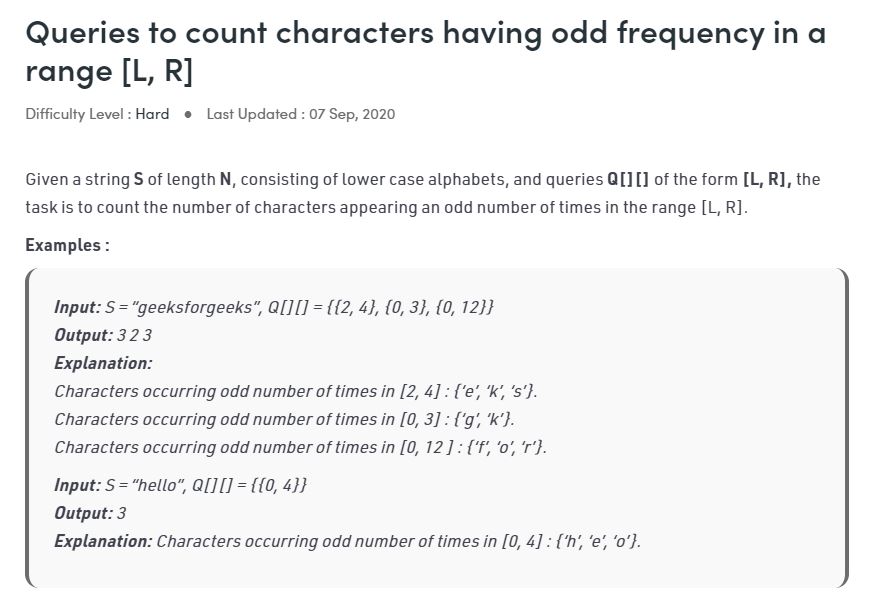 Queries to count characters having odd frequency in a
range [L, R]
Difficulty Level : Hard ● Last Updated : 07 Sep, 2020
Given a string S of length N, consisting of lower case alphabets, and queries Q[][] of the form [L, R], the
task is to count the number of characters appearing an odd number of times in the range [L, R].
Examples :
Input: S = “geeksforgeeks”, Q[][] = {{2, 4}, {0, 3}, {0, 12}}
Output: 3 2 3
Explanation:
Characters occurring odd number of times in [2, 4] : {‘e’, ‘k’, ‘s’}.
Characters occurring odd number of times in [0, 3] : {‘g’, ‘k’}.
Characters occurring odd number of times in [0, 12 ] : {‘f’, ‘o’, ‘r’}.
Input: S = “hello”, Q[][] = {{0, 4}}
Output: 3
Explanation: Characters occurring odd number of times in [0, 4] : {‘h’, ‘e’, ‘o’}.